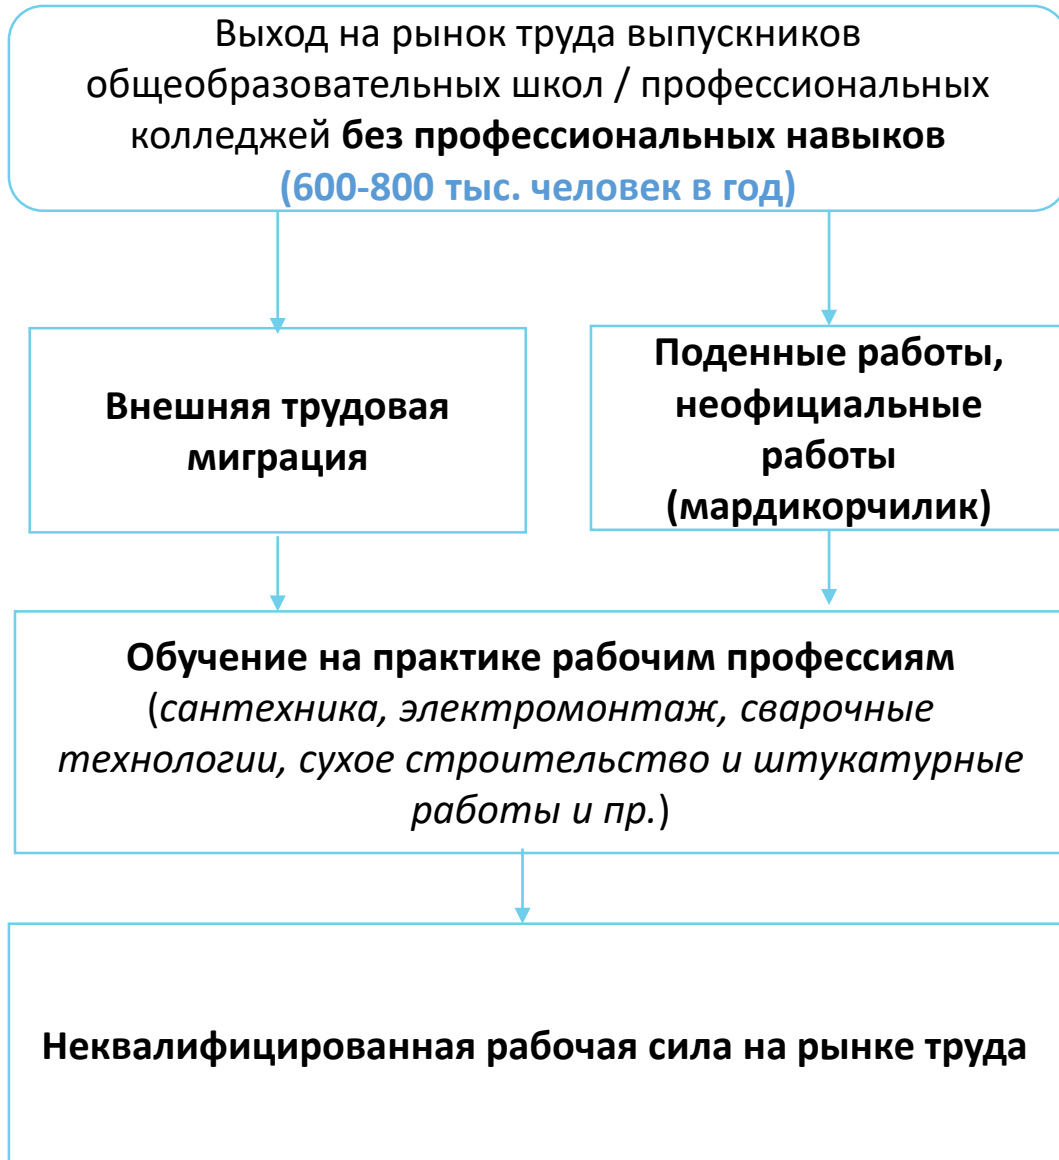 Выход на рынок труда выпускников
общеобразовательных школ / профессиональных
колледжей без профессиональных навыков
(600-800 тыс. человек в год)
Внешняя трудовая
миграция
Поденные работы,
неофициальные
работы
(мардикорчилик)
Обучение на практике рабочим профессиям
(сантехника, электромонтаж, сварочные
технологии, сухое строительство и штукатурные
работы и пр.)
Неквалифицированная рабочая сила на рынке труда